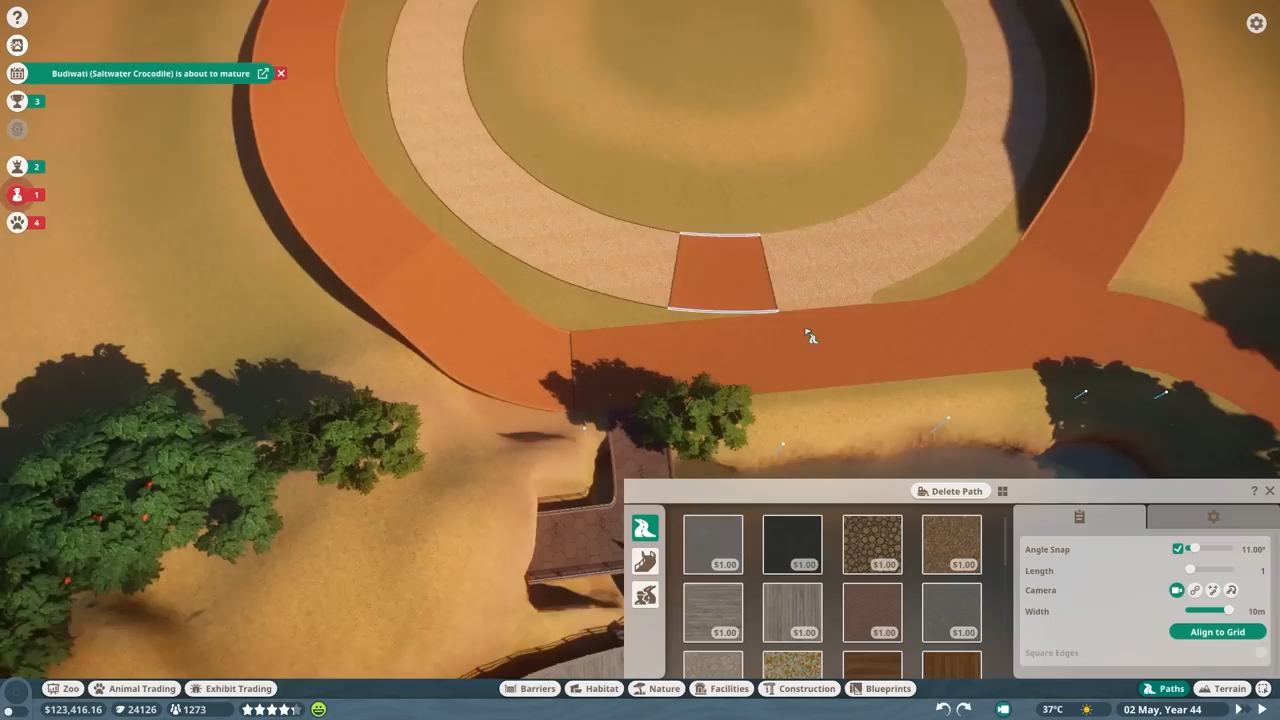 ?
Budiwati (Saltwater Crocodile) is about to mature
3
2
1
4
Delete Path
?
$1.00 $1.00 $1.00 $1.00
$1.00 $1.00 $1.00 $1.00
Angle Snap 11.00°
Length 1
Camera
Width 10m
Align to Grid
Square Edges
Zoo Animal Trading Exhibit Trading Barriers Habitat Nature Facilities Construction Blueprints Paths Terrain
$123,416.16 24126 1273 37°C 02 May, Year 44